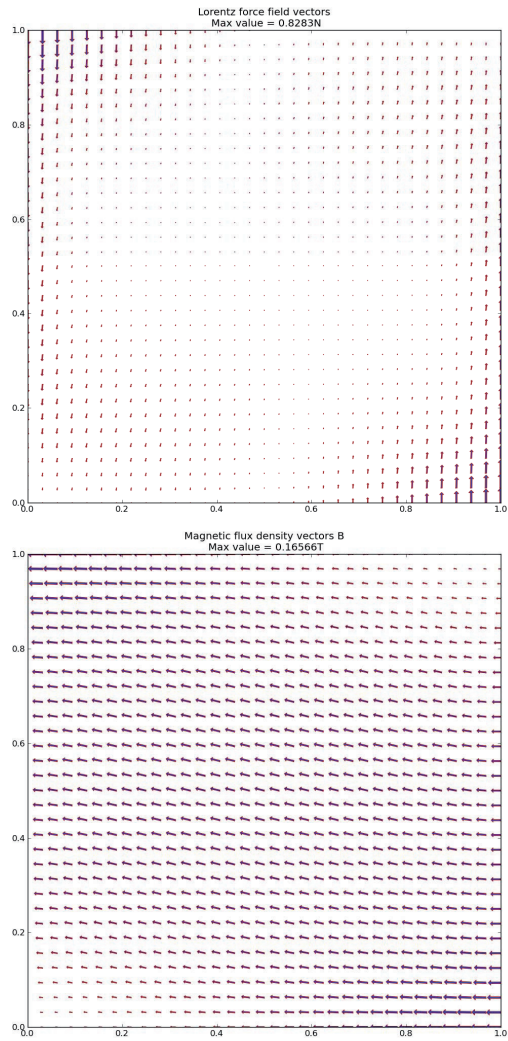 Lorentz force field vectors
Max value = 0.8283N
1.0
0.8
0.6
0.4
0.2
0.0
0.0 0.2 0.4 0.6 0.8 1.0
Magnetic flux density vectors B
Max value = 0.16566T
1.0
0.8
0.6
0.4
0.2
0.0
0.0 0.2 0.4 0.6 0.8 1.0